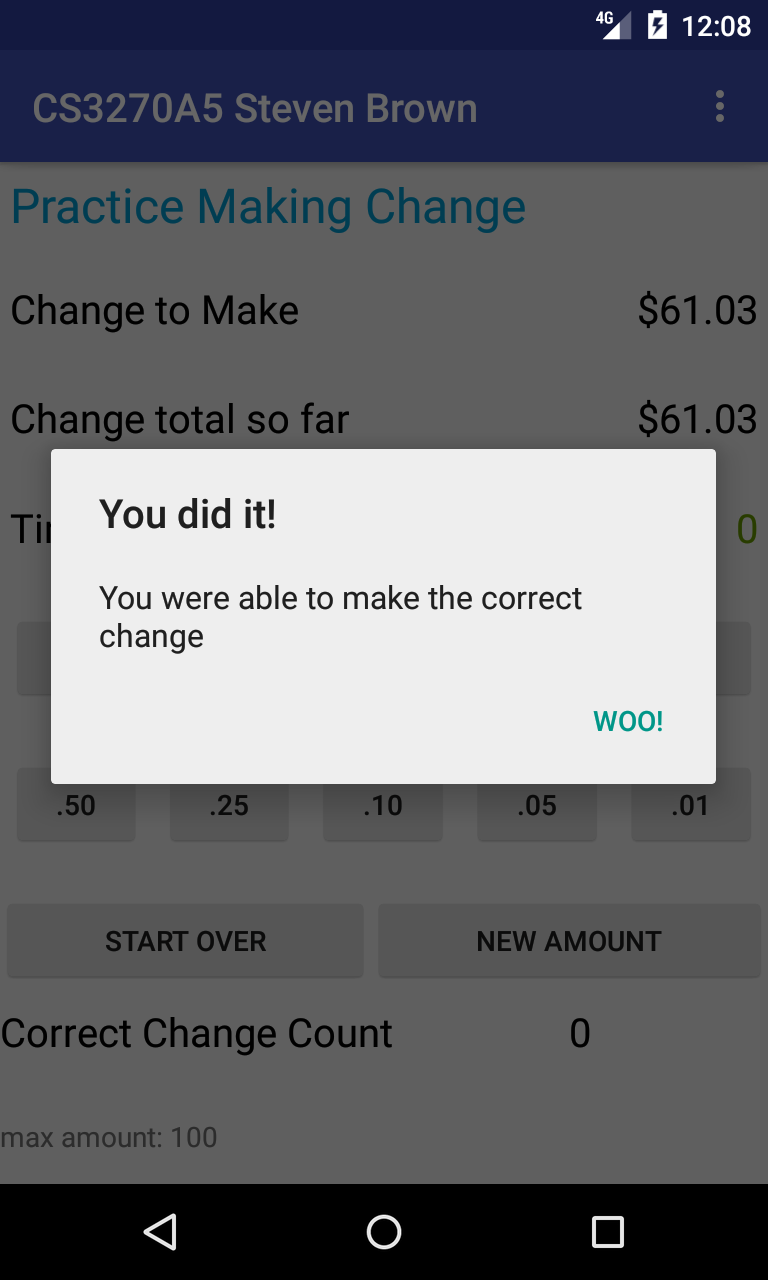 4G 12:08
CS3270A5 Steven Brown
Practice Making Change
Change to Make $61.03
Change total so far $61.03
0
You did it!
You were able to make the correct
change
WOO!
.50 .25 .10 .05 .01
START OVER NEW AMOUNT
Correct Change Count 0
max amount: 100